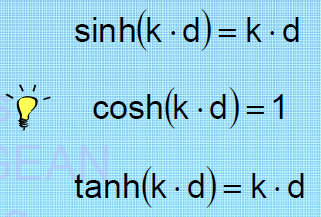 sinh(k · d) = k · d
cosh(k · d) = 1
tanh(k · d) = k · d